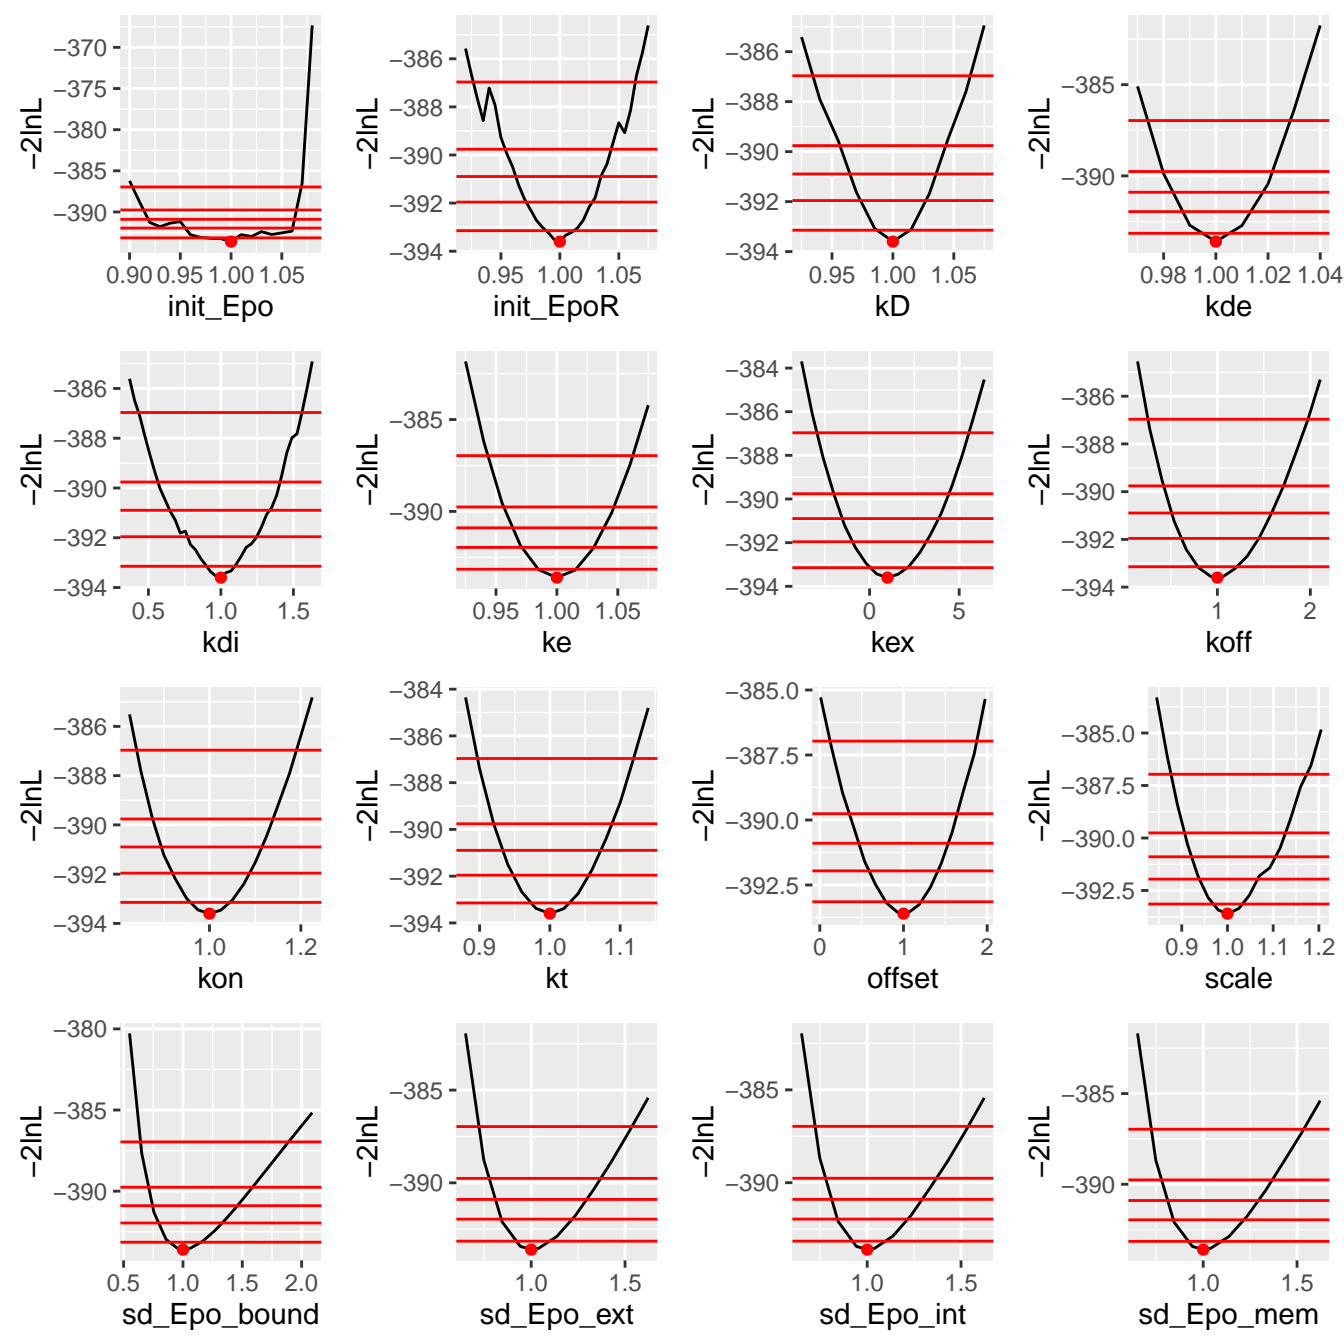 −370
−375
−380
−385
−390
−2lnL
0.90 0.95 1.00 1.05
init_Epo
−386
−388
−390
−392
−394
−2lnL
0.95 1.00 1.05
init_EpoR
−386
−388
−390
−392
−394
−2lnL
0.95 1.00 1.05
kD
−385
−390
−2lnL
0.98 1.00 1.02 1.04
kde
−386
−388
−390
−392
−394
−2lnL
0.5 1.0 1.5
kdi
−385
−390
−2lnL
0.95 1.00 1.05
ke
−384
−386
−388
−390
−392
−394
−2lnL
0 5
kex
−386
−388
−390
−392
−394
−2lnL
1 2
koff
−386
−388
−390
−392
−394
−2lnL
1.0 1.2
kon
−384
−386
−388
−390
−392
−394
−2lnL
0.9 1.0 1.1
kt
−385.0
−387.5
−390.0
−392.5
−2lnL
0 1 2
offset
−385.0
−387.5
−390.0
−392.5
−2lnL
0.9 1.0 1.1 1.2
scale
−380
−385
−390
−2lnL
0.5 1.0 1.5 2.0
sd_Epo_bound
−385
−390
−2lnL
1.0 1.5
sd_Epo_ext
−385
−390
−2lnL
1.0 1.5
sd_Epo_int
−385
−390
−2lnL
1.0 1.5
sd_Epo_mem